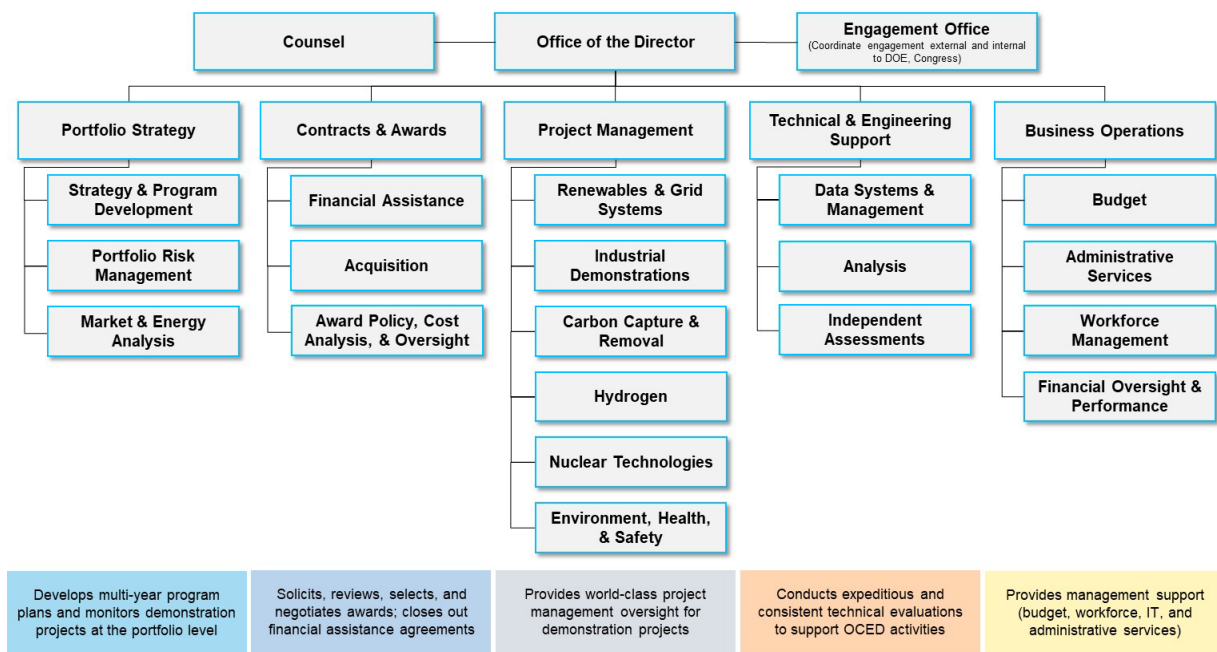 Counsel
Office of the Director
Engagement Office
(Coordinate engagement external and internal
to DOE, Congress)
Portfolio Strategy
Strategy & Program
Development
Portfolio Risk
Management
Market & Energy
Analysis
Contracts & Awards
Financial Assistance
Acquisition
Award Policy, Cost
Analysis, & Oversight
Project Management
Renewables & Grid
Systems
Industrial
Demonstrations
Carbon Capture &
Removal
Hydrogen
Nuclear Technologies
Environment, Health,
& Safety
Technical & Engineering
Support
Data Systems &
Management
Analysis
Independent
Assessments
Business Operations
Budget
Administrative
Services
Workforce
Management
Financial Oversight &
Performance
Develops multi-year program
plans and monitors demonstration
projects at the portfolio level
Solicits, reviews, selects, and
negotiates awards; closes out
financial assistance agreements
Provides world-class project
management oversight for
demonstration projects
Conducts expeditious and
consistent technical evaluations
to support OCED activities
Provides management support
(budget, workforce, IT, and
administrative services)